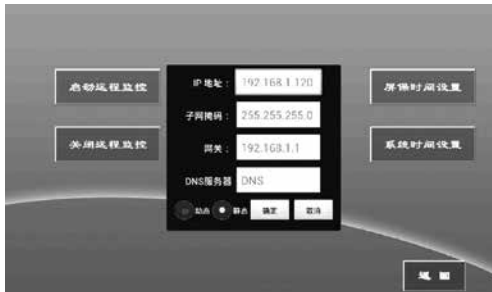 启动远程监控
关闭远程监控
IP 地址：
192.168.1.120
子网掩码：
255.255.255.0
网关：
192.168.1.1
DNS服务器
DNS
动态
静态
确定
取消
屏保时间设置
系统时间设置
返 回